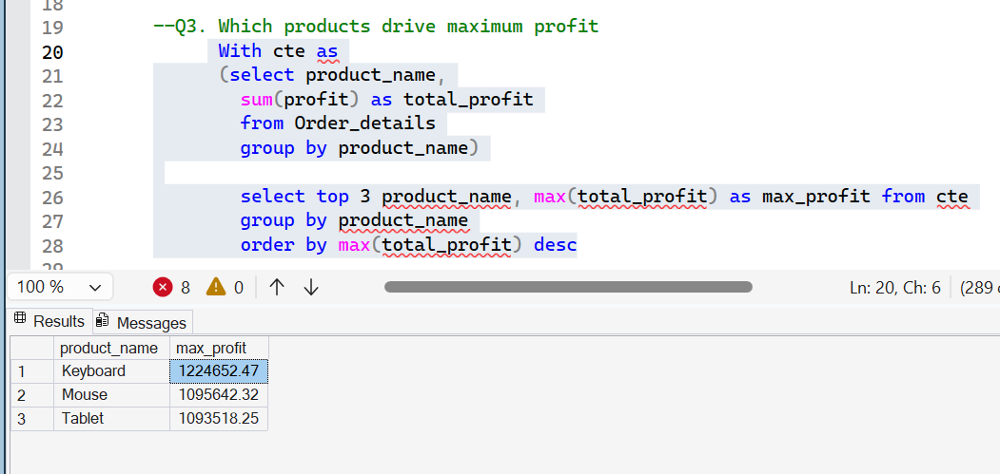 18
19 --Q3. Which products drive maximum profit
20 With cte as
21 (select product_name,
22 sum(profit) as total_profit
23 from Order_details
24 group by product_name)
25
26 select top 3 product_name, max(total_profit) as max_profit from cte
27 group by product_name
28 order by max(total_profit) desc
29
100 % 8 0 Ln: 20, Ch: 6 (289
Results Messages
product_name max_profit
1 Keyboard 1224652.47
2 Mouse 1095642.32
3 Tablet 1093518.25